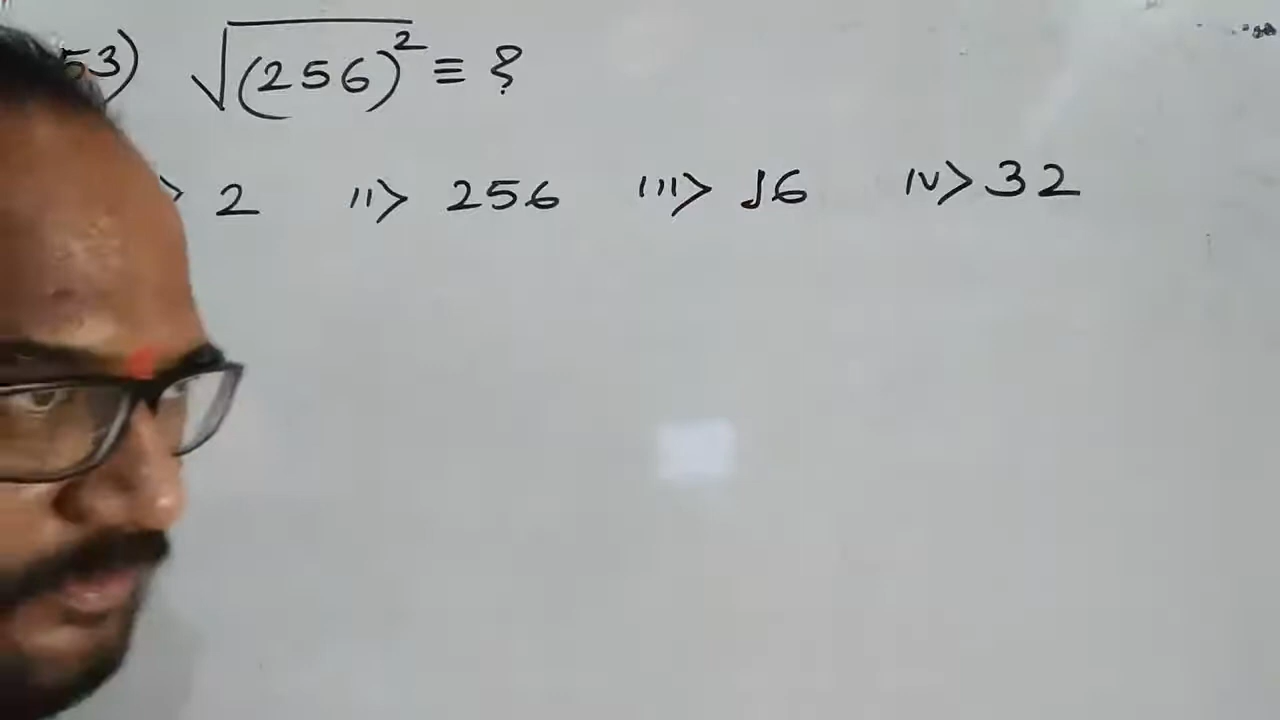 53) √(256)² ≡ ?
> 2 ii> 256 iii> 16 iv> 32